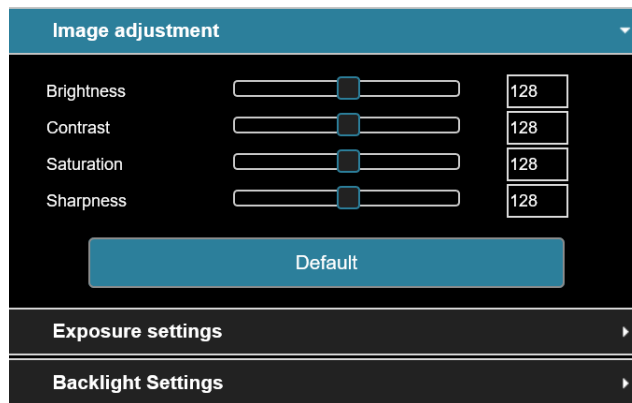 Image adjustment
Brightness 128
Contrast 128
Saturation 128
Sharpness 128
Default
Exposure settings
Backlight Settings